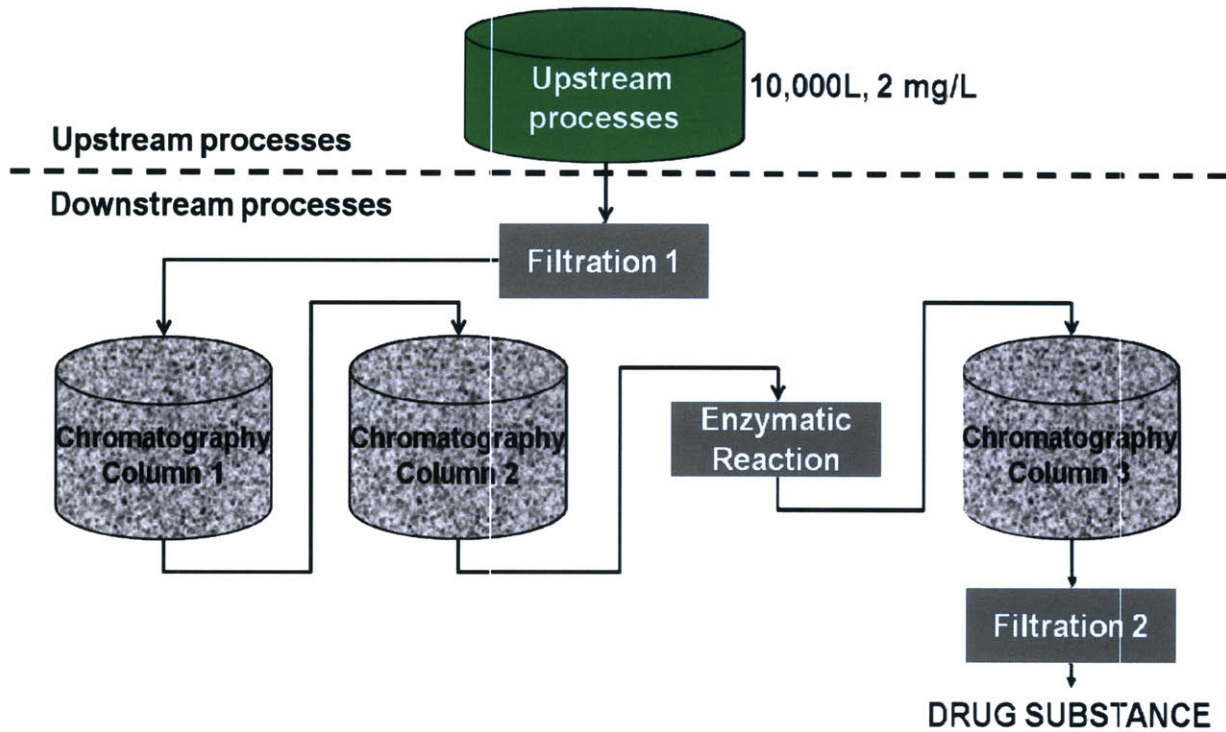 Upstream
processes
10,000L, 2 mg/L
Upstream processes
Downstream processes
Filtration 1
Chromatography
Column 1
Chromatography
Column 2
Enzymatic
Reaction
Chromatography
Column 3
Filtration 2
DRUG SUBSTANCE